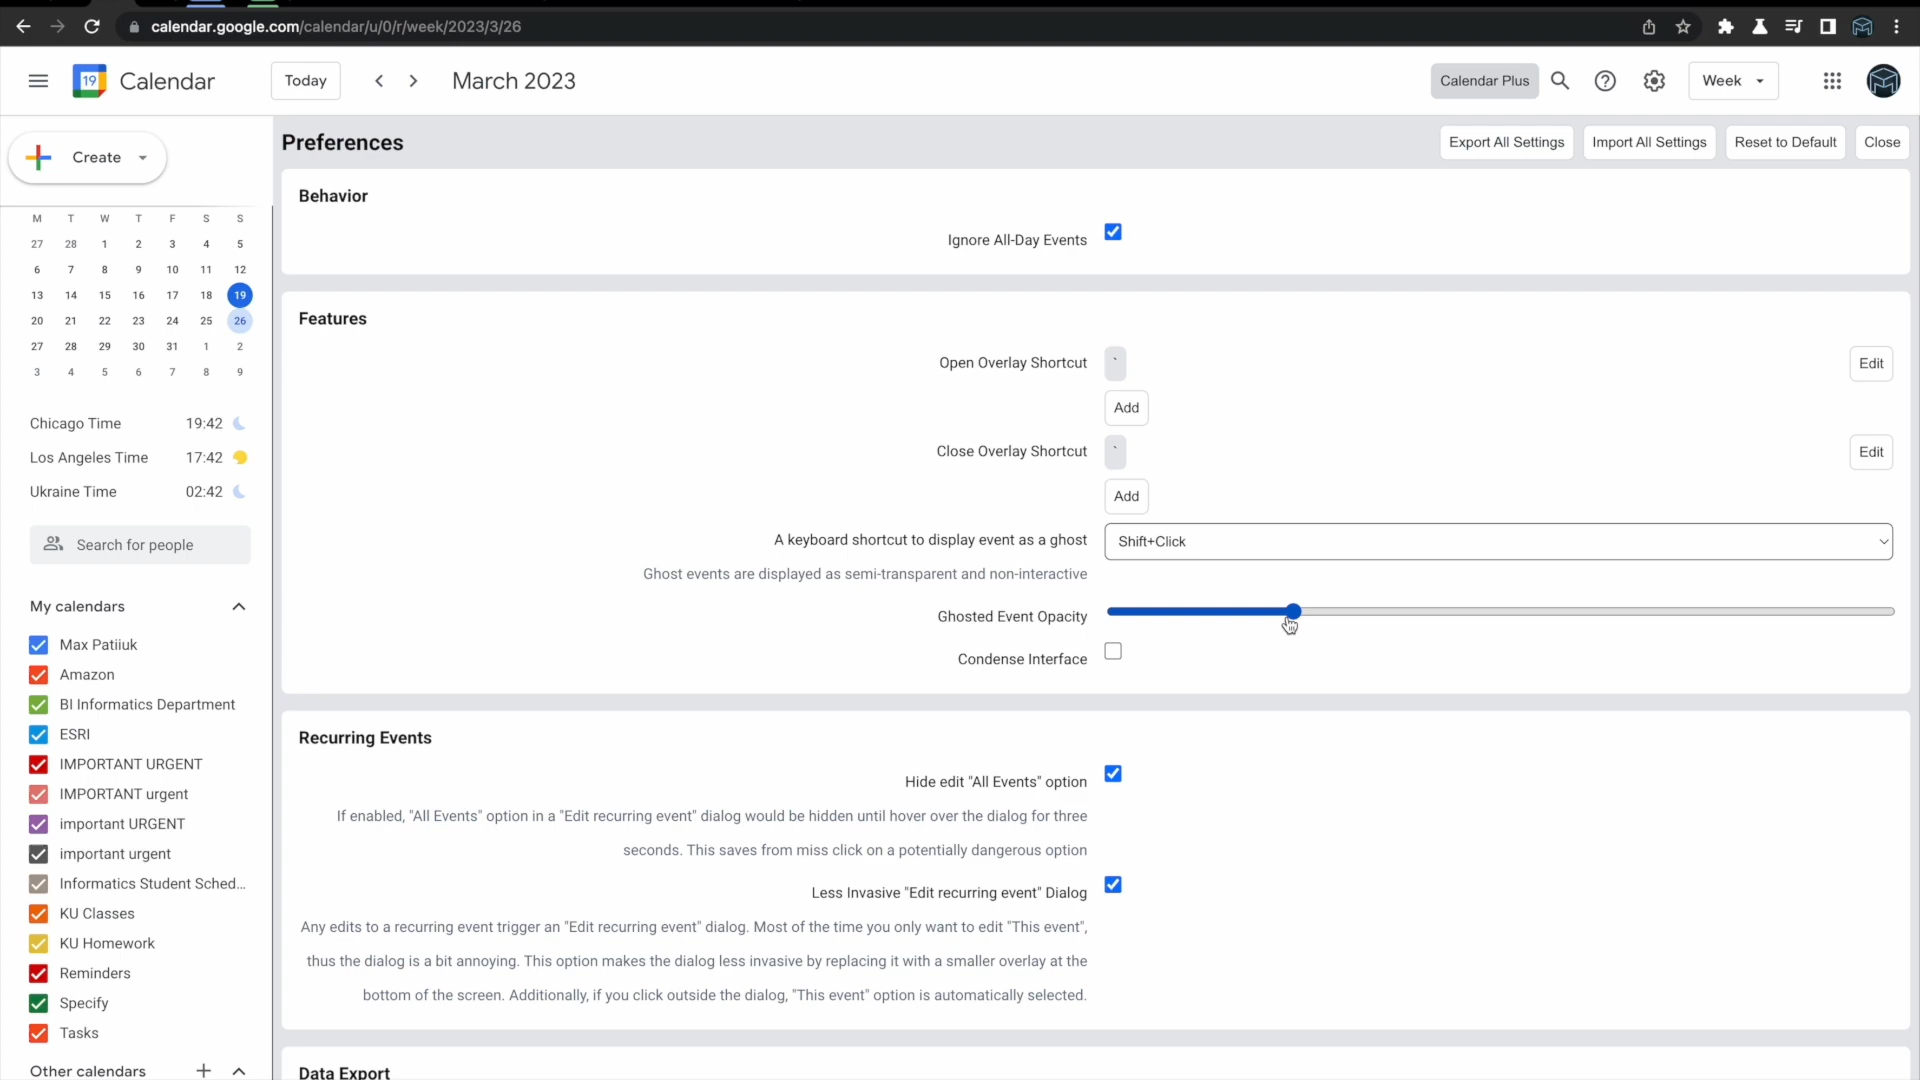 calendar.google.com/calendar/u/0/r/week/2023/3/26
19
Calendar
Today
March 2023
Calendar Plus
Week
Create
Preferences
Export All Settings
Import All Settings
Reset to Default
Close
M T W T F S S
27 28 1 2 3 4 5
6 7 8 9 10 11 12
13 14 15 16 17 18 19
20 21 22 23 24 25 26
27 28 29 30 31 1 2
3 4 5 6 7 8 9
Chicago Time 19:42
Los Angeles Time 17:42
Ukraine Time 02:42
Search for people
My calendars
Max Patiiuk
Amazon
BI Informatics Department
ESRI
IMPORTANT URGENT
IMPORTANT urgent
important URGENT
important urgent
Informatics Student Sched...
KU Classes
KU Homework
Reminders
Specify
Tasks
Other calendars
Behavior
Ignore All-Day Events
Features
Open Overlay Shortcut ` Edit
Add
Close Overlay Shortcut ` Edit
Add
A keyboard shortcut to display event as a ghost Shift+Click
Ghost events are displayed as semi-transparent and non-interactive
Ghosted Event Opacity
Condense Interface
Recurring Events
Hide edit "All Events" option
If enabled, "All Events" option in a "Edit recurring event" dialog would be hidden until hover over the dialog for three
seconds. This saves from miss click on a potentially dangerous option
Less Invasive "Edit recurring event" Dialog
Any edits to a recurring event trigger an "Edit recurring event" dialog. Most of the time you only want to edit "This event",
thus the dialog is a bit annoying. This option makes the dialog less invasive by replacing it with a smaller overlay at the
bottom of the screen. Additionally, if you click outside the dialog, "This event" option is automatically selected.
Data Export